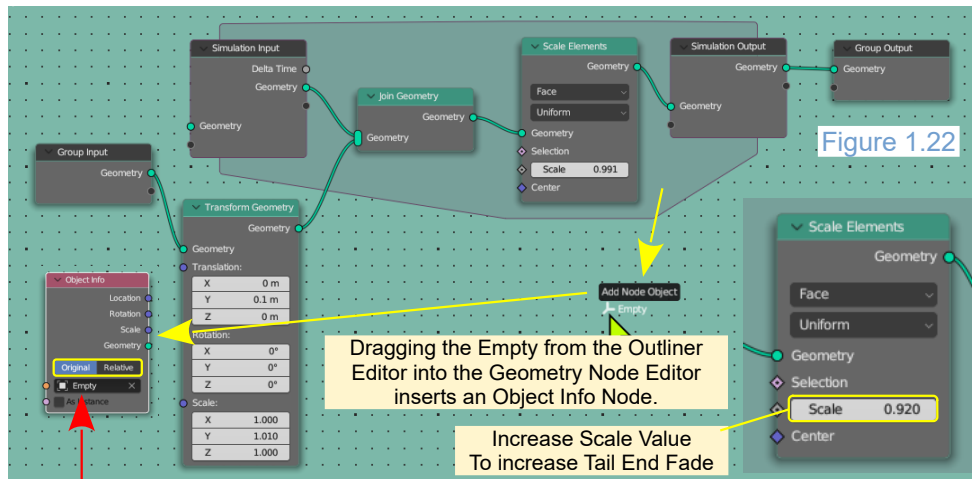 Simulation Input
Delta Time
Geometry
Geometry
Join Geometry
Geometry
Geometry
Scale Elements
Geometry
Face
Uniform
Geometry
Selection
Scale 0.991
Center
Simulation Output
Geometry
Geometry
Group Output
Geometry
Figure 1.22
Group Input
Geometry
Transform Geometry
Geometry
Geometry
Translation:
X 0 m
Y 0.1 m
Z 0 m
Rotation:
X 0°
Y 0°
Z 0°
Scale:
X 1.000
Y 1.010
Z 1.000
Object Info
Location
Rotation
Scale
Geometry
Original Relative
Empty
As Instance
Add Node Object
Empty
Dragging the Empty from the Outliner
Editor into the Geometry Node Editor
inserts an Object Info Node.
Increase Scale Value
To increase Tail End Fade
Scale Elements
Geometry
Face
Uniform
Geometry
Selection
Scale 0.920
Center